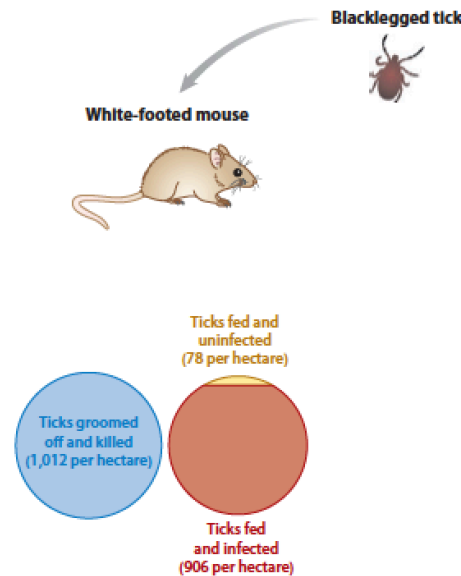 Blacklegged tick
White-footed mouse
Ticks fed and
uninfected
(78 per hectare)
Ticks groomed
off and killed
(1,012 per hectare)
Ticks fed
and infected
(906 per hectare)